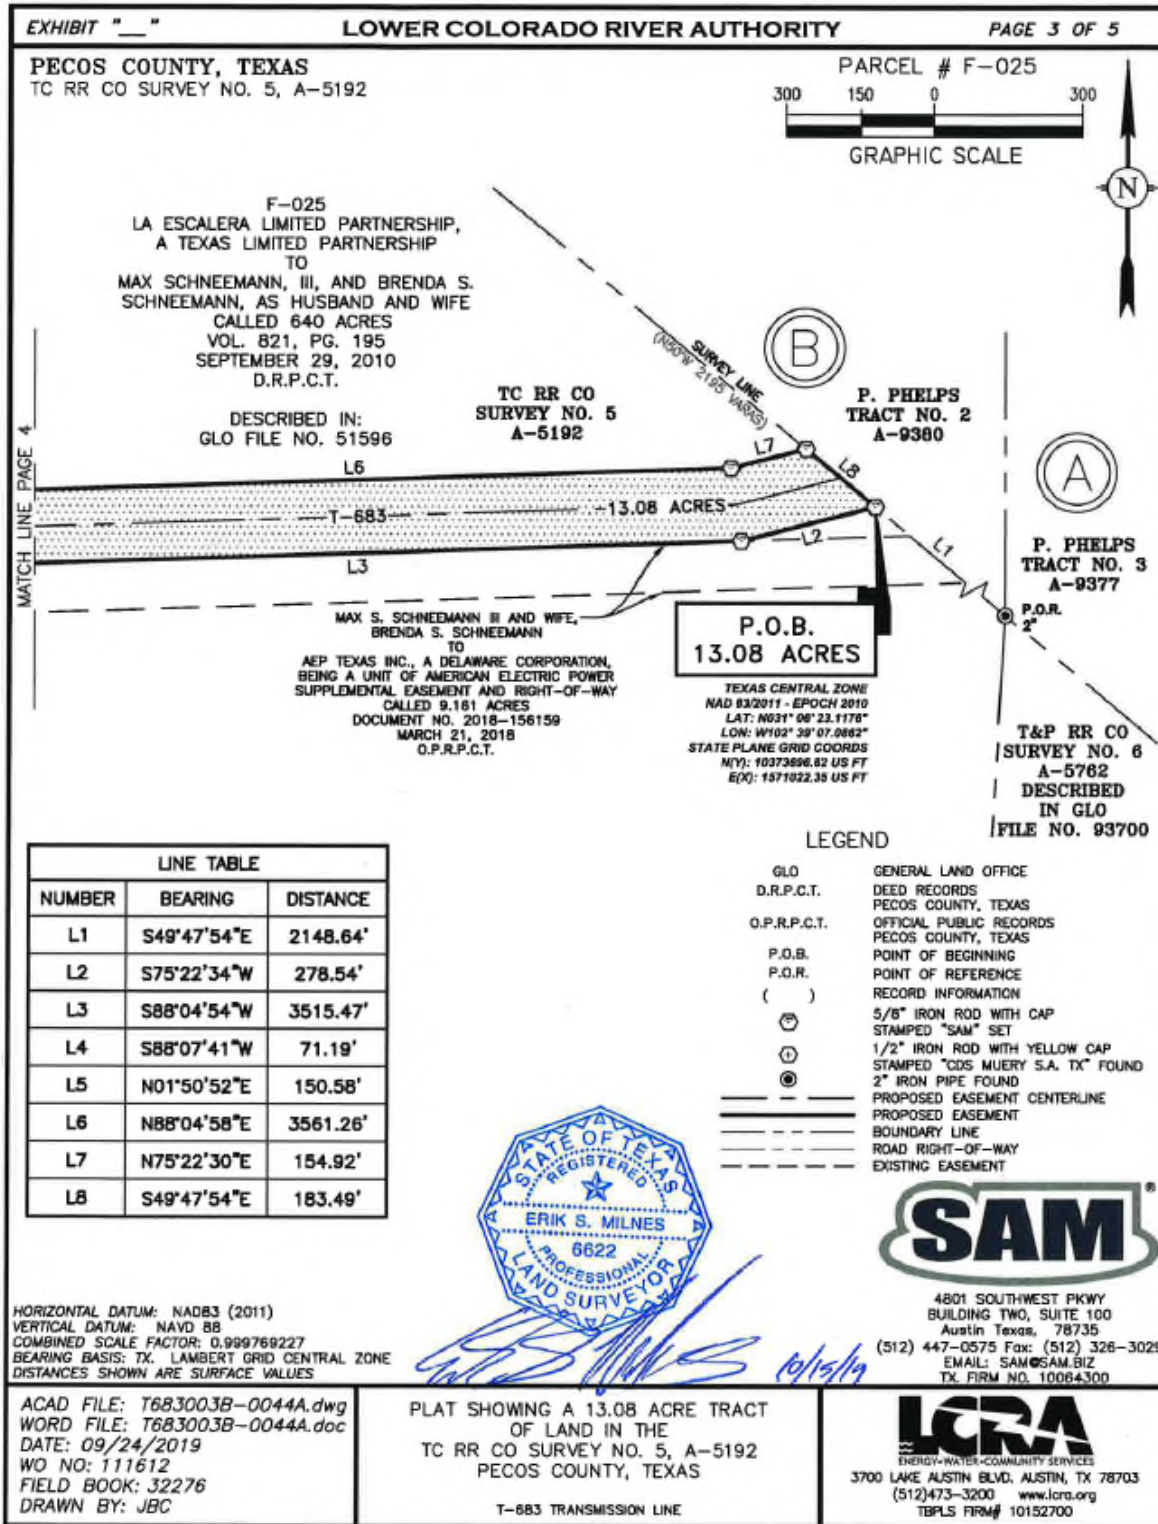 EXHIBIT "__"
LOWER COLORADO RIVER AUTHORITY
PAGE 3 OF 5
PECOS COUNTY, TEXAS
TC RR CO SURVEY NO. 5, A-5192
PARCEL # F-025
300 150 0 300
GRAPHIC SCALE
N
F-025
LA ESCALERA LIMITED PARTNERSHIP,
A TEXAS LIMITED PARTNERSHIP
TO
MAX SCHNEEMANN, III, AND BRENDA S.
SCHNEEMANN, AS HUSBAND AND WIFE
CALLED 640 ACRES
VOL. 821, PG. 195
SEPTEMBER 29, 2010
D.R.P.C.T.
DESCRIBED IN:
GLO FILE NO. 51596
TC RR CO
SURVEY NO. 5
A-5192
SURVEY LINE
(N50°W 2195 VARAS)
B
P. PHELPS
TRACT NO. 2
A-9380
A
P. PHELPS
TRACT NO. 3
A-9377
MATCH LINE PAGE 4
L6
L7
L8
T-683
13.08 ACRES
L3
L2
L1
P.O.R.
2"
MAX S. SCHNEEMANN III AND WIFE,
BRENDA S. SCHNEEMANN
TO
AEP TEXAS INC., A DELAWARE CORPORATION,
BEING A UNIT OF AMERICAN ELECTRIC POWER
SUPPLEMENTAL EASEMENT AND RIGHT-OF-WAY
CALLED 9.161 ACRES
DOCUMENT NO. 2018-156159
MARCH 21, 2018
O.P.R.P.C.T.
P.O.B.
13.08 ACRES
TEXAS CENTRAL ZONE
NAD 83/2011 - EPOCH 2010
LAT: N031° 06' 23.1176"
LON: W102° 39' 07.0862"
STATE PLANE GRID COORDS
N(Y): 10373696.62 US FT
E(X): 1571022.35 US FT
T&P RR CO
SURVEY NO. 6
A-5762
DESCRIBED
IN GLO
FILE NO. 93700
LINE TABLE
NUMBER BEARING DISTANCE
L1 S49°47'54"E 2148.64'
L2 S75°22'34"W 278.54'
L3 S88°04'54"W 3515.47'
L4 S88°07'41"W 71.19'
L5 N01°50'52"E 150.58'
L6 N88°04'58"E 3561.26'
L7 N75°22'30"E 154.92'
L8 S49°47'54"E 183.49'
LEGEND
GLO GENERAL LAND OFFICE
D.R.P.C.T. DEED RECORDS
PECOS COUNTY, TEXAS
O.P.R.P.C.T. OFFICIAL PUBLIC RECORDS
PECOS COUNTY, TEXAS
P.O.B. POINT OF BEGINNING
P.O.R. POINT OF REFERENCE
( ) RECORD INFORMATION
5/8" IRON ROD WITH CAP
STAMPED "SAM" SET
1/2" IRON ROD WITH YELLOW CAP
STAMPED "CDS MUERY S.A. TX" FOUND
2" IRON PIPE FOUND
PROPOSED EASEMENT CENTERLINE
PROPOSED EASEMENT
BOUNDARY LINE
ROAD RIGHT-OF-WAY
EXISTING EASEMENT
STATE OF TEXAS
REGISTERED
ERIK S. MILNES
6622
PROFESSIONAL
LAND SURVEYOR
10/15/19
SAM®
4801 SOUTHWEST PKWY
BUILDING TWO, SUITE 100
Austin Texas, 78735
(512) 447-0575 Fax: (512) 326-3029
EMAIL: SAM@SAM.BIZ
TX. FIRM NO. 10064300
HORIZONTAL DATUM: NAD83 (2011)
VERTICAL DATUM: NAVD 88
COMBINED SCALE FACTOR: 0.999769227
BEARING BASIS: TX. LAMBERT GRID CENTRAL ZONE
DISTANCES SHOWN ARE SURFACE VALUES
ACAD FILE: T683003B-0044A.dwg
WORD FILE: T683003B-0044A.doc
DATE: 09/24/2019
WO NO: 111612
FIELD BOOK: 32276
DRAWN BY: JBC
PLAT SHOWING A 13.08 ACRE TRACT
OF LAND IN THE
TC RR CO SURVEY NO. 5, A-5192
PECOS COUNTY, TEXAS
T-683 TRANSMISSION LINE
LCRA
ENERGY•WATER•COMMUNITY SERVICES
3700 LAKE AUSTIN BLVD. AUSTIN, TX 78703
(512)473-3200 www.lcra.org
TBPLS FIRM# 10152700